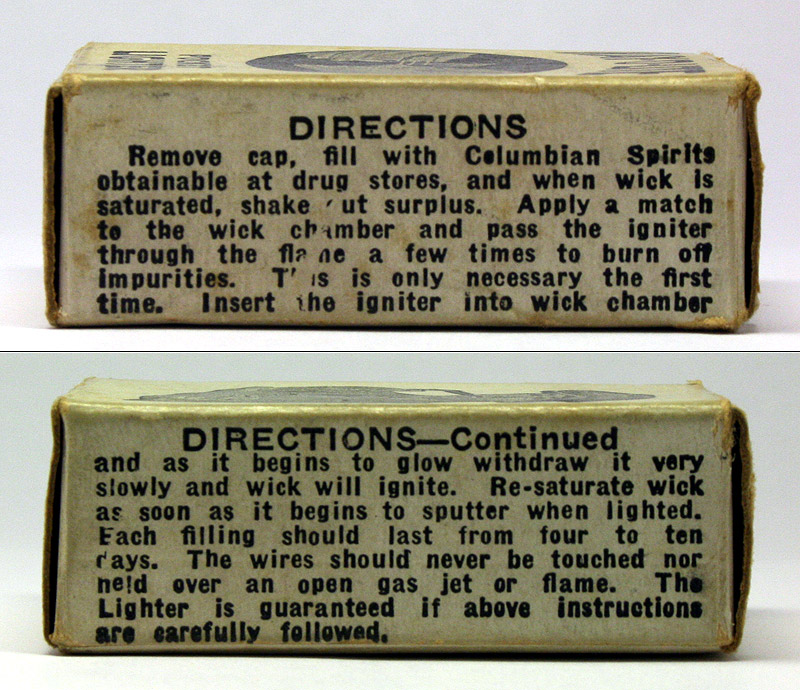 DIRECTIONS
Remove cap, fill with Columbian Spirits
obtainable at drug stores, and when wick is
saturated, shake out surplus. Apply a match
to the wick chamber and pass the igniter
through the flame a few times to burn off
impurities. This is only necessary the first
time. Insert the igniter into wick chamber
DIRECTIONS—Continued
and as it begins to glow withdraw it very
slowly and wick will ignite. Re-saturate wick
as soon as it begins to sputter when lighted.
Each filling should last from four to ten
days. The wires should never be touched nor
held over an open gas jet or flame. The
Lighter is guaranteed if above instructions
are carefully followed.